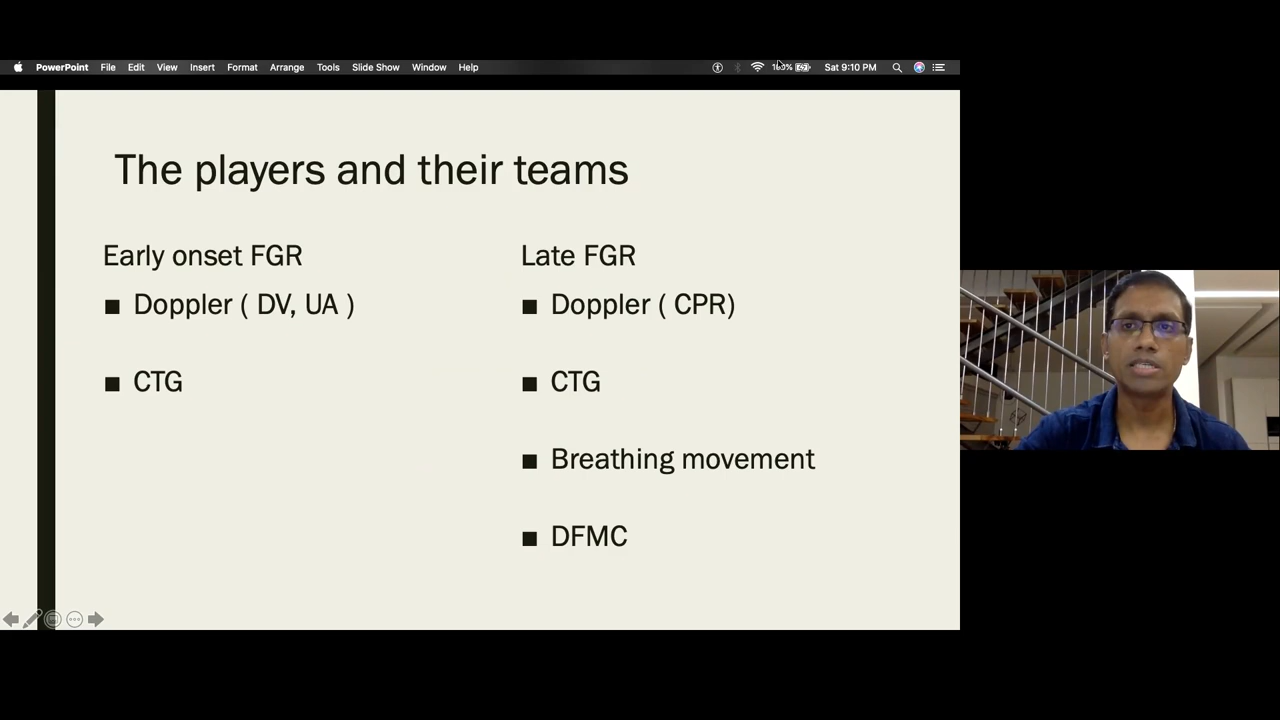 PowerPoint File Edit View Insert Format Arrange Tools Slide Show Window Help Sat 9:10 PM
The players and their teams
Early onset FGR
■ Doppler ( DV, UA )
■ CTG
Late FGR
■ Doppler ( CPR)
■ CTG
■ Breathing movement
■ DFMC